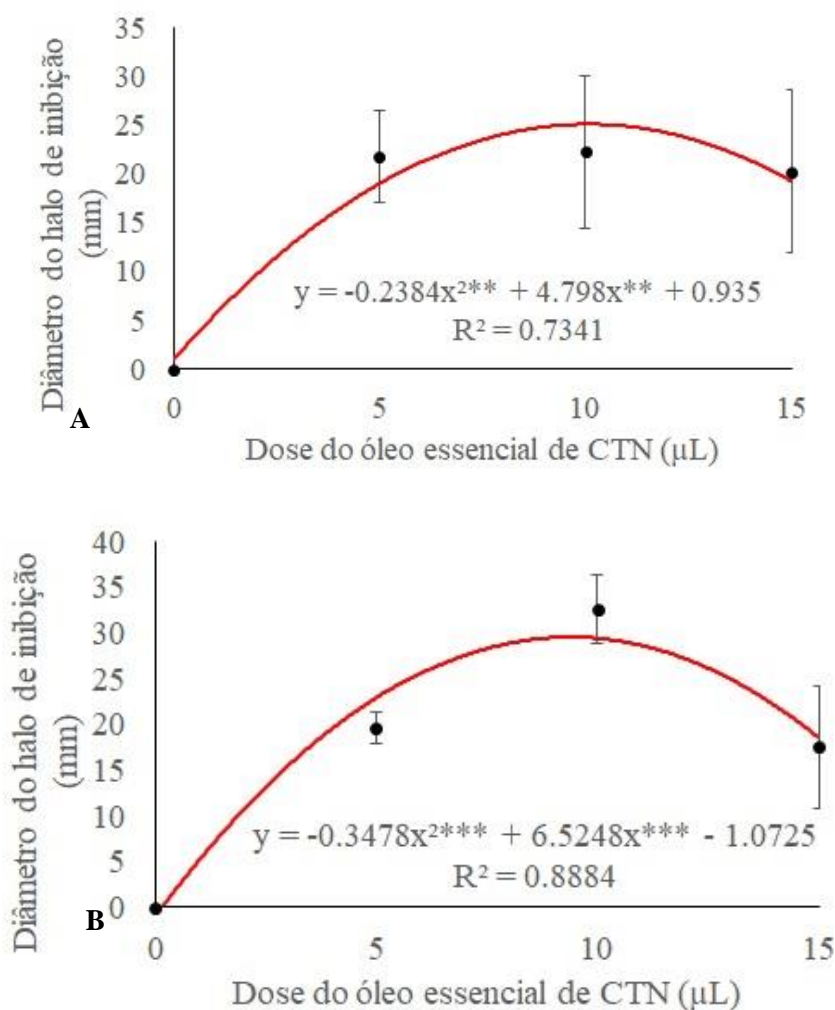 35
30
25
20
15
10
5
0
Diâmetro do halo de inibição
(mm)
y = -0.2384x²** + 4.798x** + 0.935
R² = 0.7341
0 5 10 15
A
Dose do óleo essencial de CTN (µL)
40
35
30
25
20
15
10
5
0
Diâmetro do halo de inibição
(mm)
y = -0.3478x²*** + 6.5248x*** - 1.0725
R² = 0.8884
B
0 5 10 15
Dose do óleo essencial de CTN (µL)